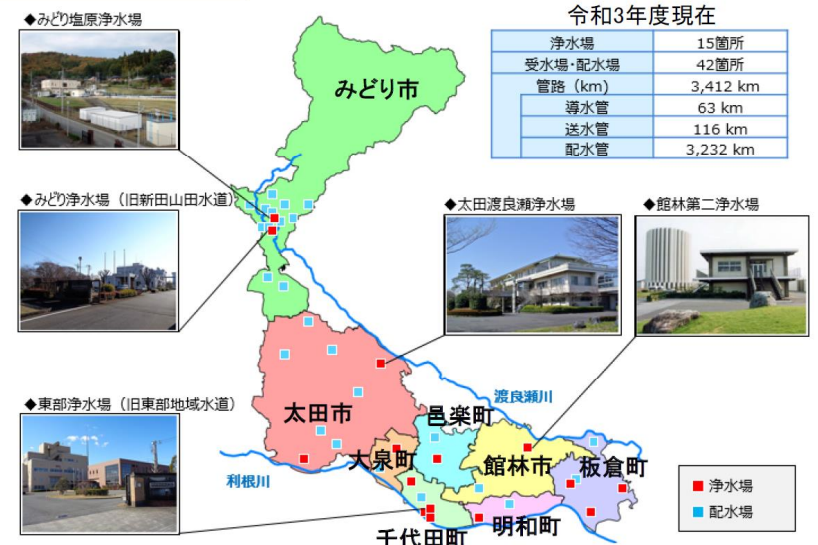 ◆みどり塩原浄水場
令和3年度現在
浄水場 15箇所
受水場・配水場 42箇所
管路（km） 3,412 km
導水管 63 km
送水管 116 km
配水管 3,232 km
みどり市
◆みどり浄水場（旧新田山田水道）
◆太田渡良瀬浄水場
◆館林第二浄水場
◆東部浄水場（旧東部地域水道）
渡良瀬川
太田市
邑楽町
大泉町
館林市
板倉町
利根川
千代田町
明和町
浄水場
配水場